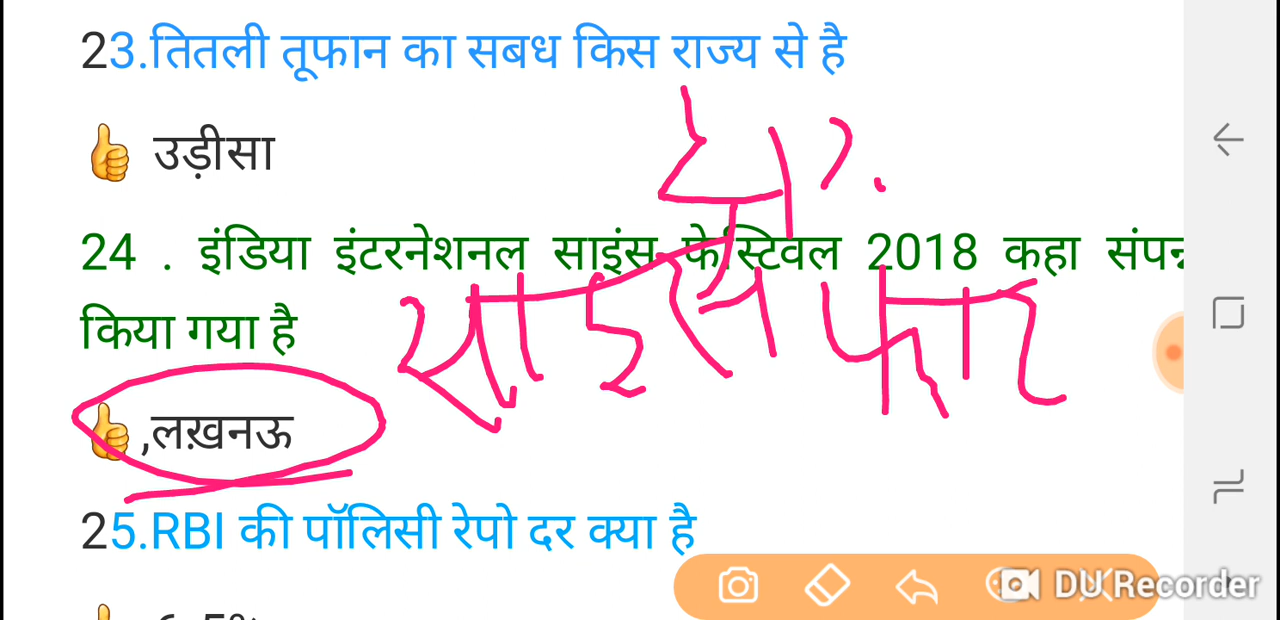 23.तितली तूफान का सबध किस राज्य से है
👍 उड़ीसा
24 . इंडिया इंटरनेशनल साइंस फेस्टिवल 2018 कहा संपन्न
किया गया है
👍 ,लख़नऊ
25.RBI की पॉलिसी रेपो दर क्या है
DU Recorder